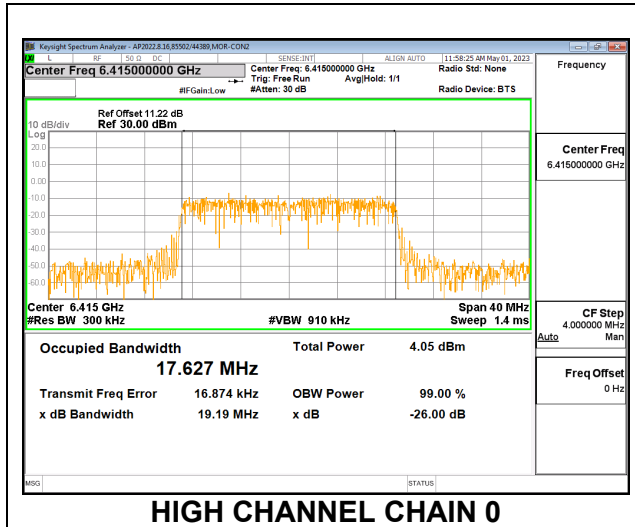 Keysight Spectrum Analyzer - AP2022.8.16,85502/44389,MOR-CON2
L RF 50 Ω DC SENSE:INT ALIGN AUTO 11:58:25 AM May 01, 2023
Center Freq 6.415000000 GHz Center Freq: 6.415000000 GHz Radio Std: None
Trig: Free Run Avg|Hold: 1/1
#IFGain:Low #Atten: 30 dB Radio Device: BTS
Frequency
Ref Offset 11.22 dB
10 dB/div Ref 30.00 dBm
Log
20.0
10.0
0.00
-10.0
-20.0
-30.0
-40.0
-50.0
-60.0
Center 6.415 GHz Span 40 MHz
#Res BW 300 kHz #VBW 910 kHz Sweep 1.4 ms
Center Freq
6.415000000 GHz
CF Step
4.000000 MHz
Auto Man
Freq Offset
0 Hz
Occupied Bandwidth Total Power 4.05 dBm
17.627 MHz
Transmit Freq Error 16.874 kHz OBW Power 99.00 %
x dB Bandwidth 19.19 MHz x dB -26.00 dB
MSG STATUS
HIGH CHANNEL CHAIN 0